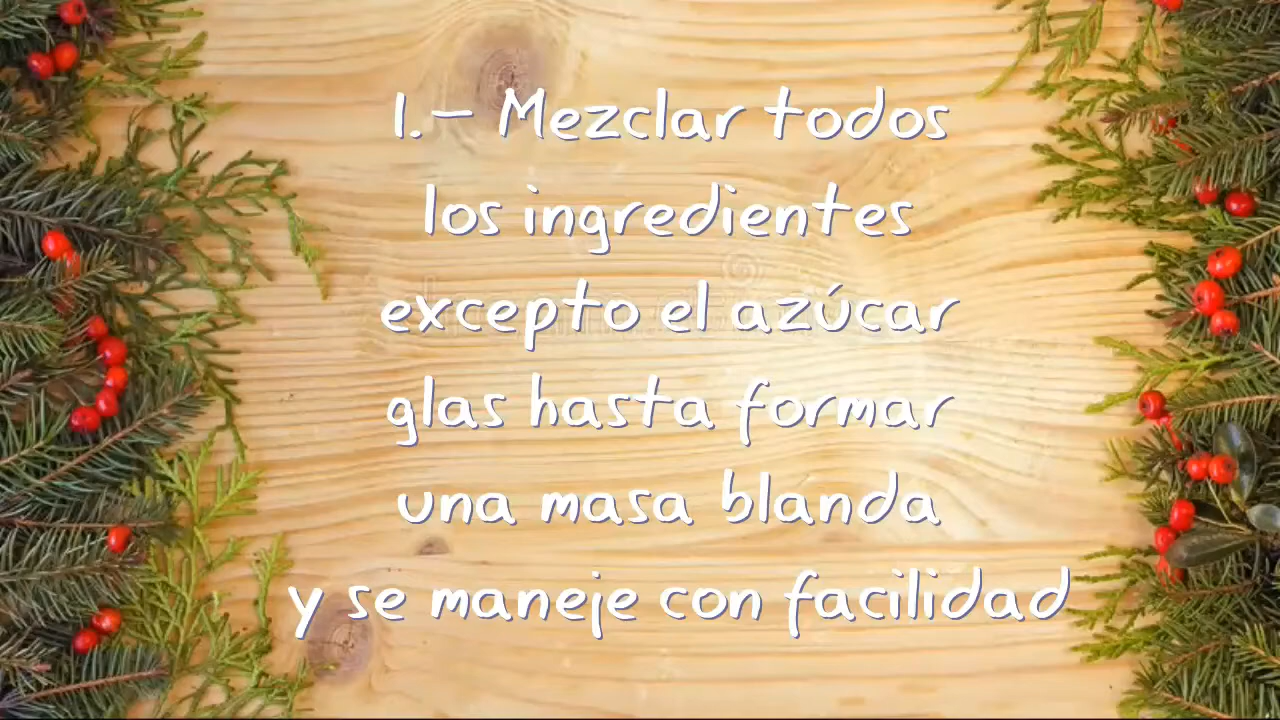 1.- Mezclar todos
los ingredientes
excepto el azúcar
glas hasta formar
una masa blanda
y se maneje con facilidad